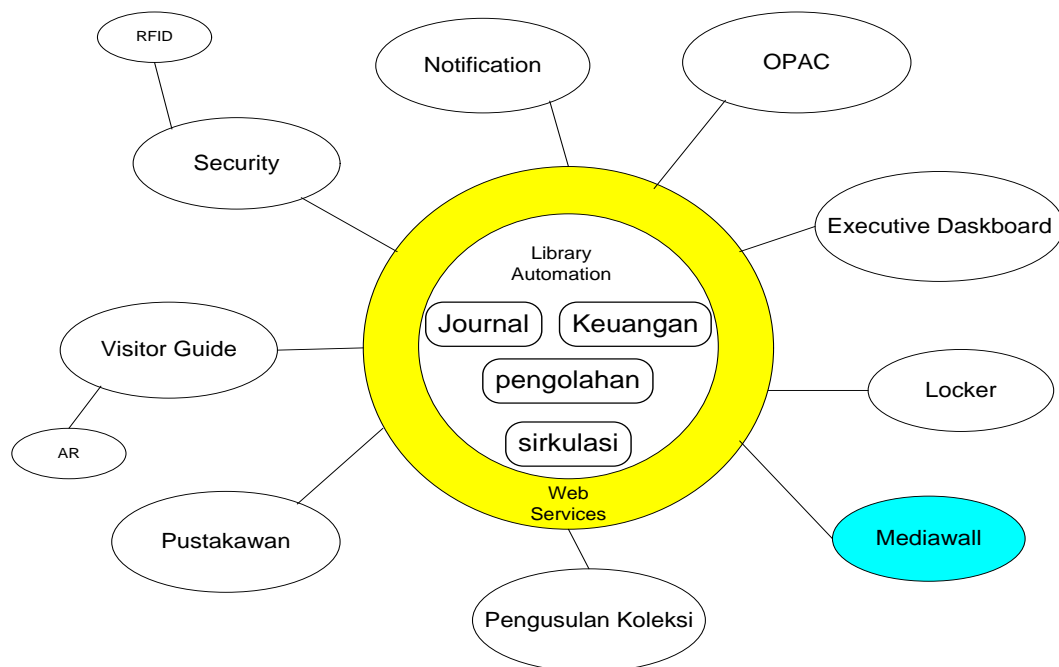 RFID
Notification
OPAC
Security
Executive Daskboard
Library
Automation
Journal
Keuangan
Visitor Guide
pengolahan
Locker
sirkulasi
AR
Web
Services
Pustakawan
Mediawall
Pengusulan Koleksi